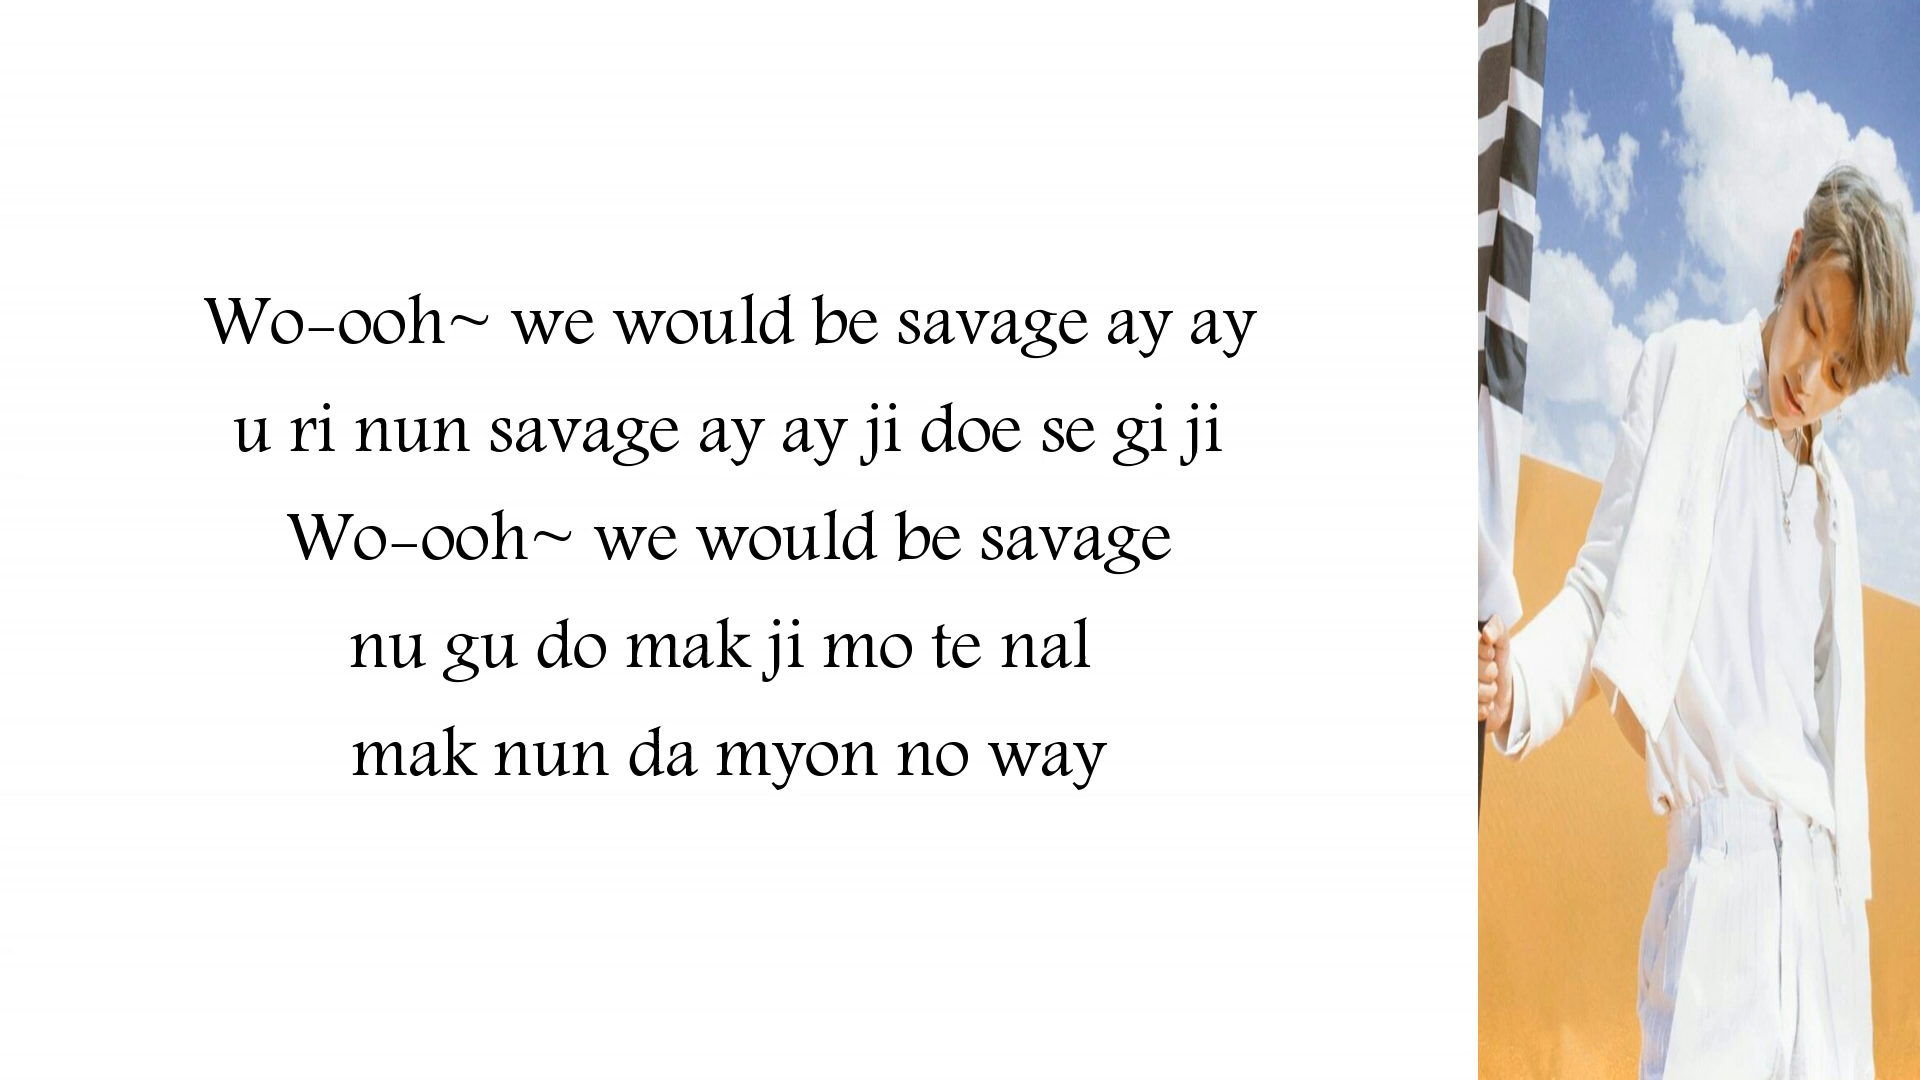 Wo-ooh~ we would be savage ay ay
u ri nun savage ay ay ji doe se gi ji
Wo-ooh~ we would be savage
nu gu do mak ji mo te nal
mak nun da myon no way